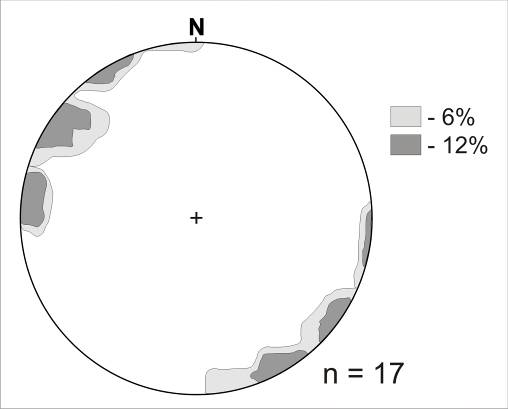 N
- 6%
- 12%
n = 17